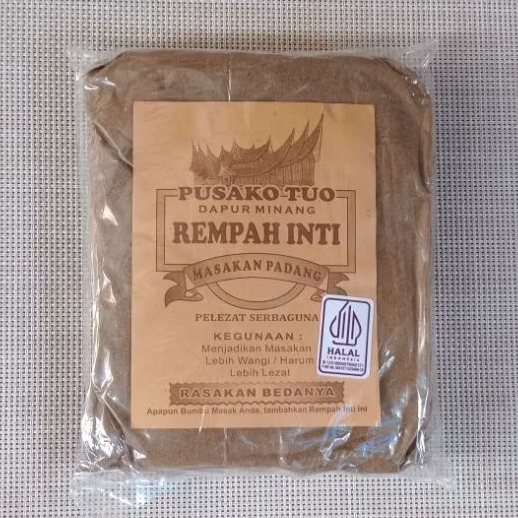 PUSAKO TUO
DAPUR MINANG
REMPAH INTI
MASAKAN PADANG
PELEZAT SERBAGUNA
KEGUNAAN :
Menjadikan Masakan
Lebih Wangi / Harum
Lebih Lezat
RASAKAN BEDANYA
Apapun Bumbu Masak Anda, tambahkan Rempah Inti Ini
HALAL
INDONESIA